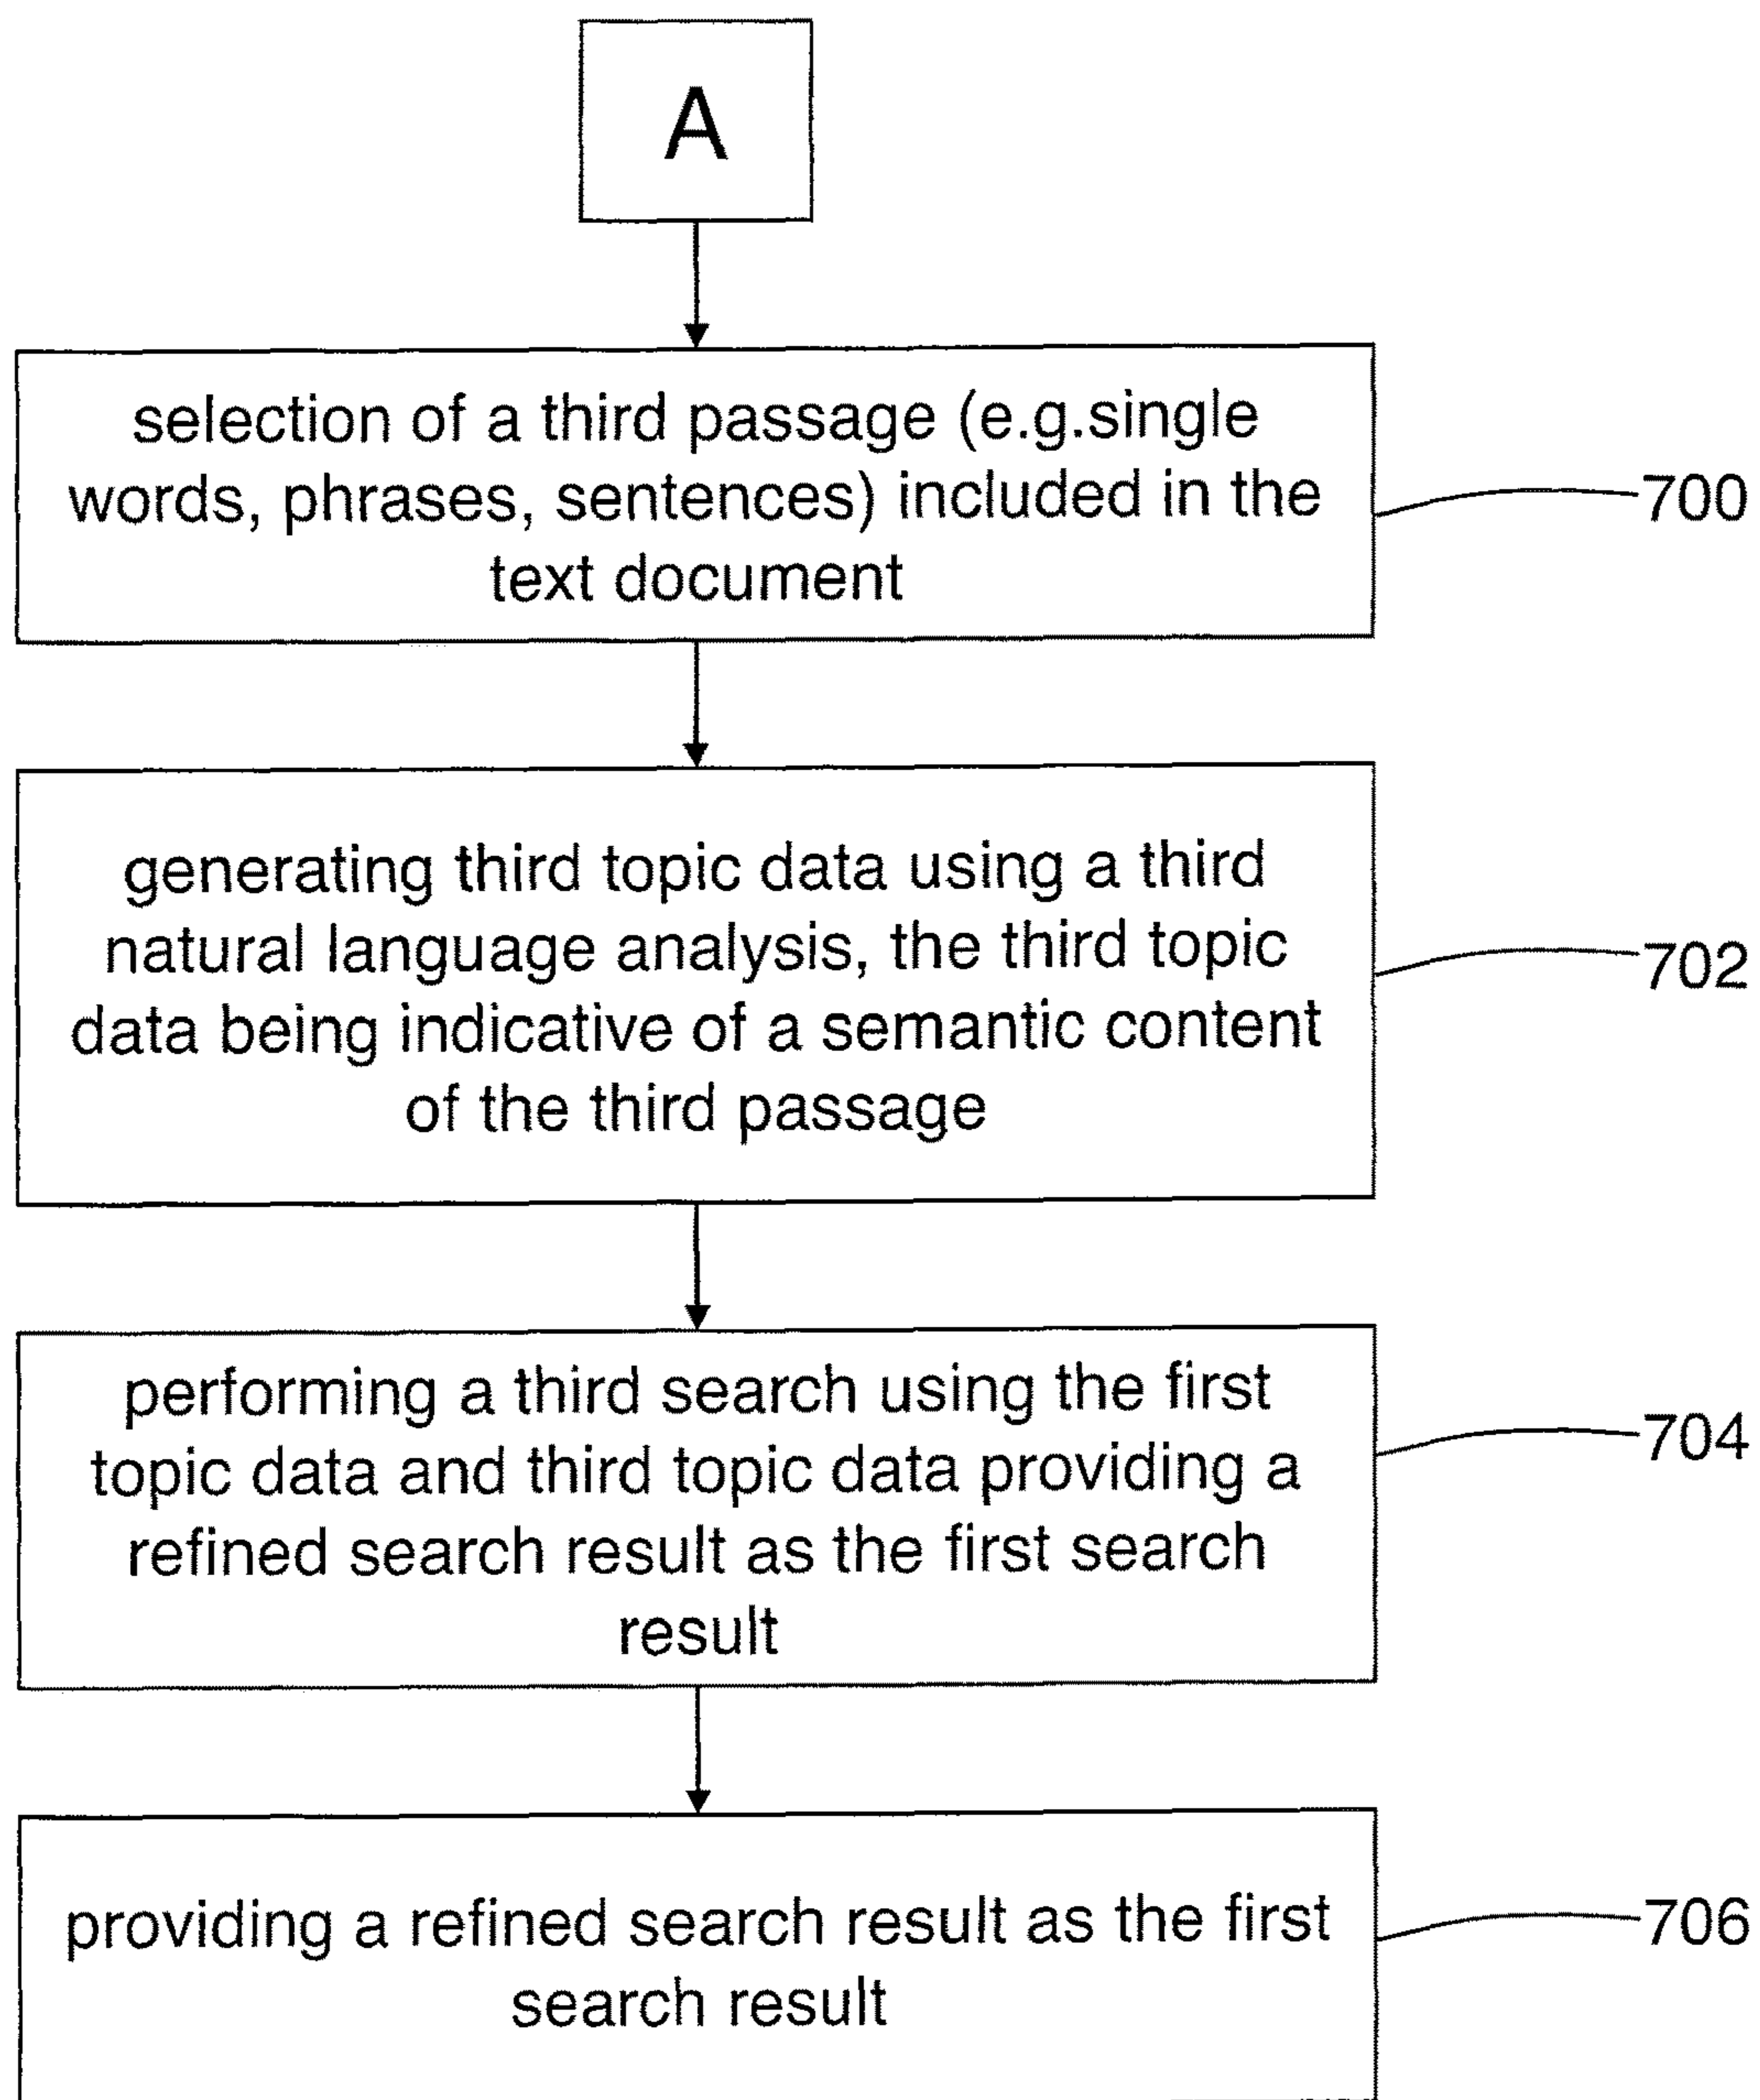 A
selection of a third passage (e.g.single
words, phrases, sentences) included in the
text document
700
generating third topic data using a third
natural language analysis, the third topic
data being indicative of a semantic content
of the third passage
702
performing a third search using the first
topic data and third topic data providing a
refined search result as the first search
result
704
providing a refined search result as the first
search result
706